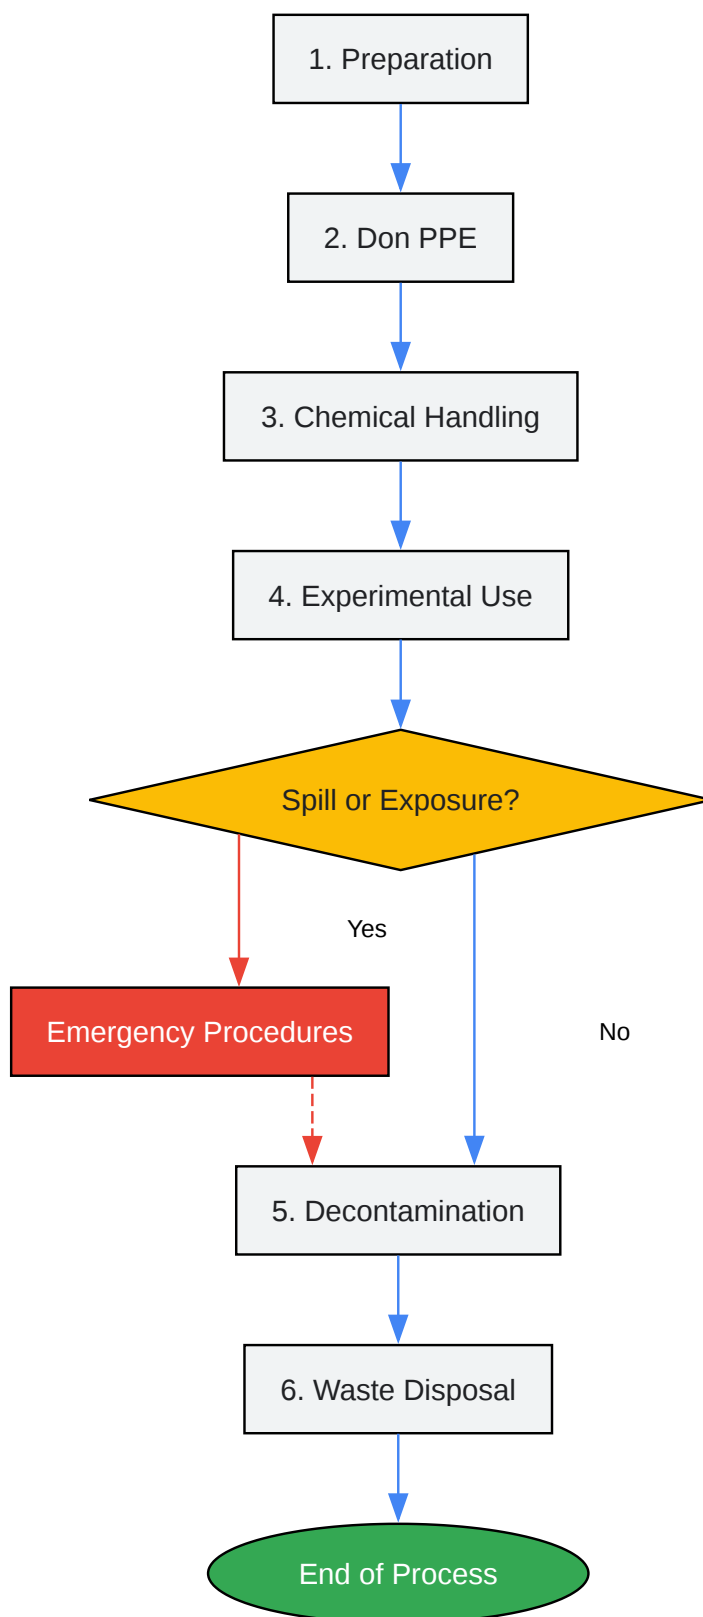 1. Preparation
2. Don PPE
3. Chemical Handling
4. Experimental Use
Spill or Exposure?
Yes
Emergency Procedures
No
5. Decontamination
6. Waste Disposal
End of Process